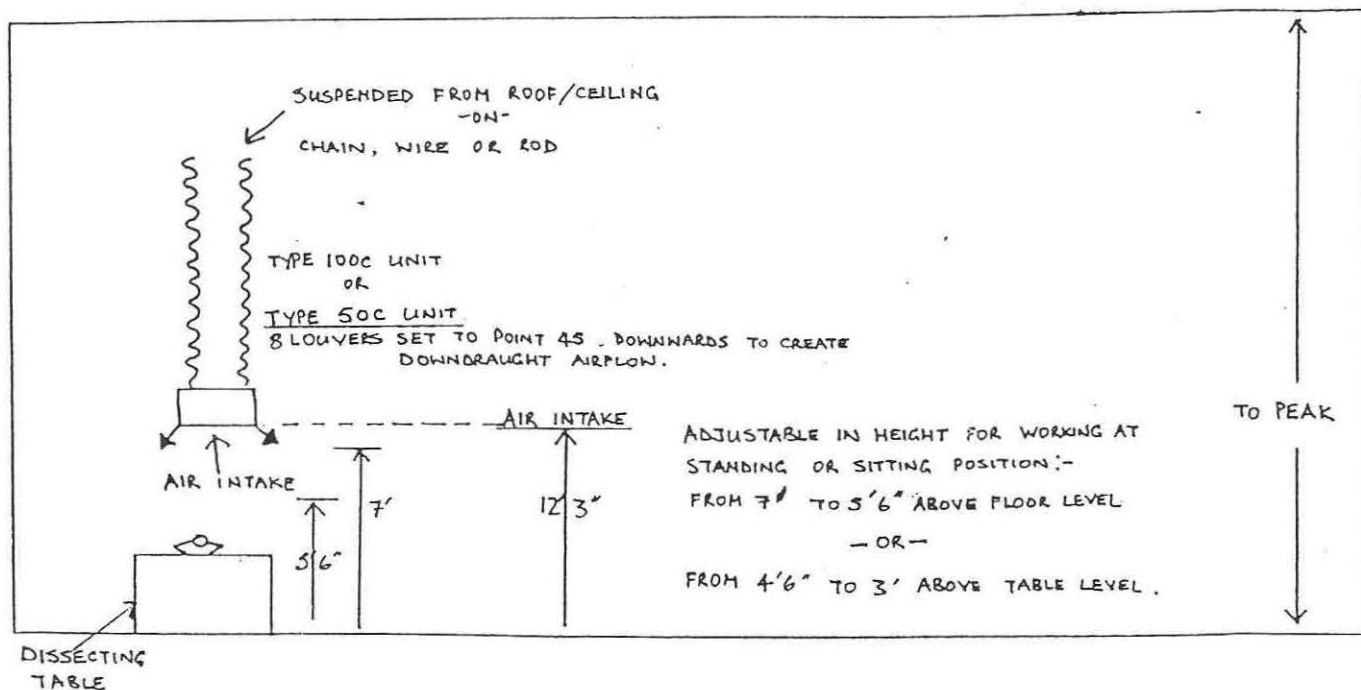 SUSPENDED FROM ROOF/CEILING
-ON-
CHAIN, WIRE OR ROD
TYPE 100C UNIT
OR
TYPE 50C UNIT
8 LOUVERS SET TO POINT 45. DOWNWARDS TO CREATE
DOWNDRAUGHT AIRFLOW.
AIR INTAKE
AIR INTAKE
7'
5'6"
12' 3"
ADJUSTABLE IN HEIGHT FOR WORKING AT
STANDING OR SITTING POSITION:-
FROM 7' TO 5'6" ABOVE FLOOR LEVEL
-OR-
FROM 4'6" TO 3' ABOVE TABLE LEVEL.
TO PEAK
DISSECTING
TABLE